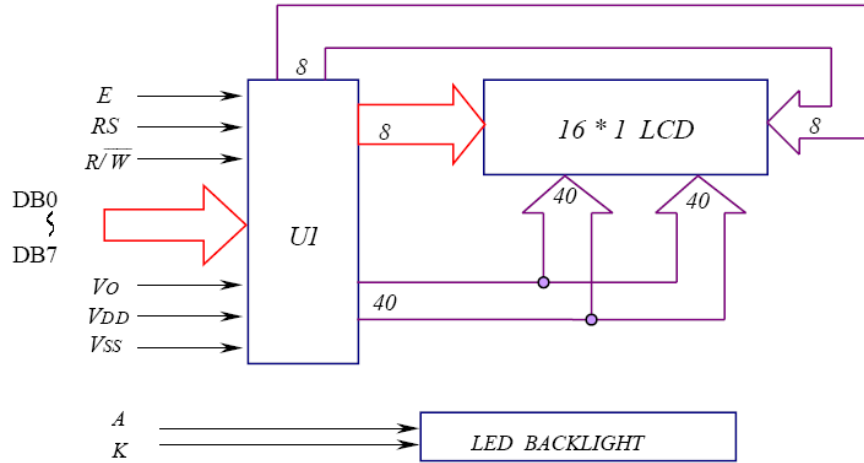 8
E
RS
R/W̅
8
16 * 1 LCD
8
DB0
DB7
U1
40
40
VO
VDD
VSS
40
A
K
LED BACKLIGHT